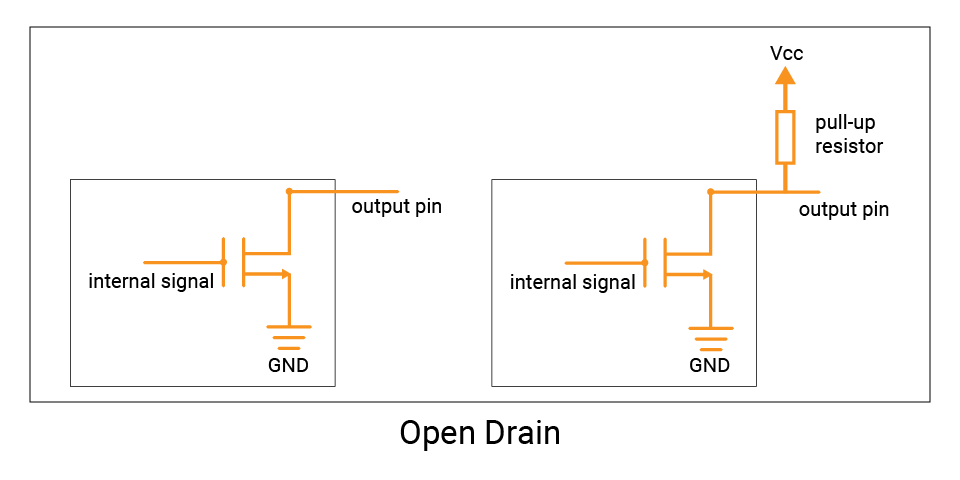 Vcc
pull-up
resistor
output pin
internal signal
GND
output pin
internal signal
GND
Open Drain